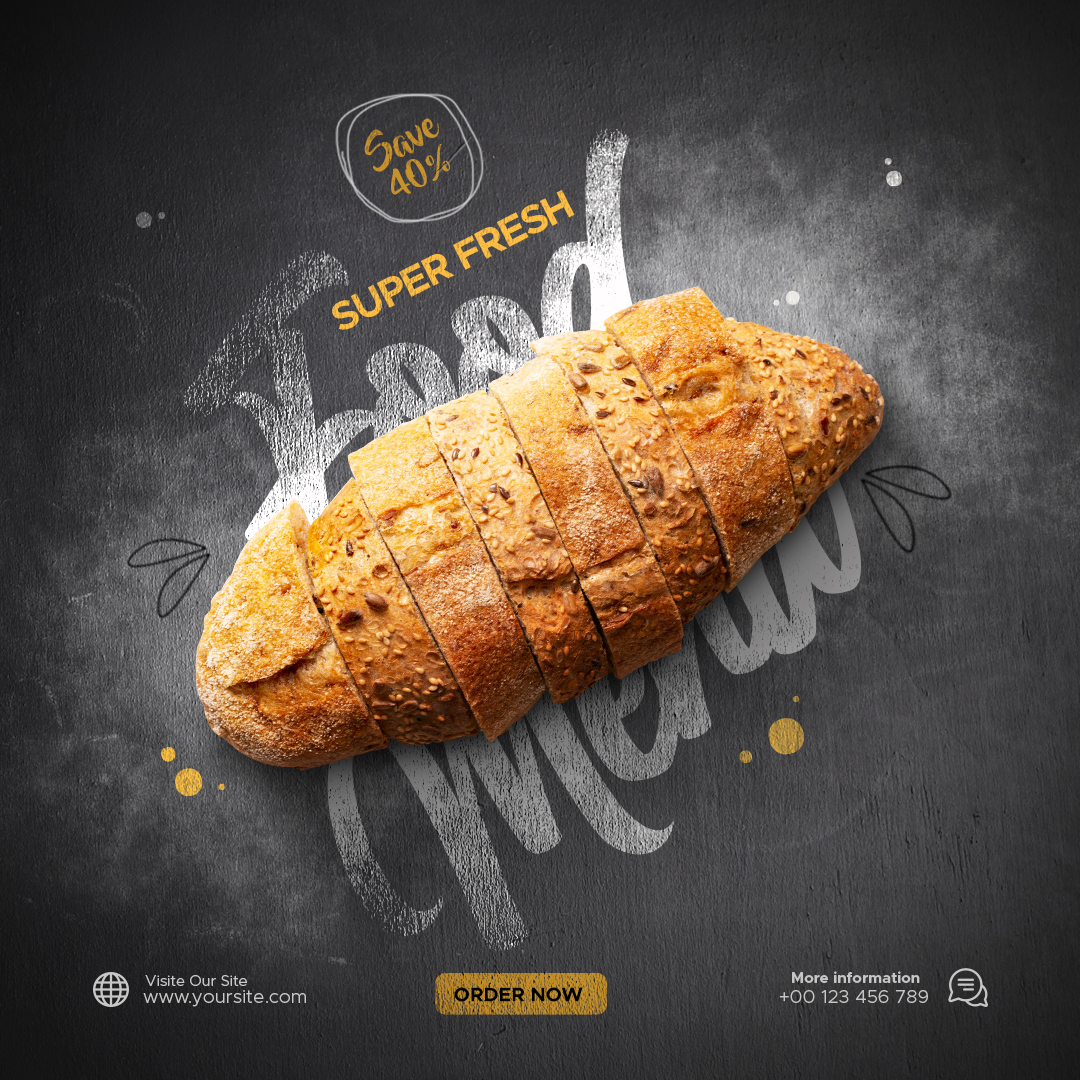 Save
40%
SUPER FRESH
Food
Menu
Visite Our Site
www.yoursite.com
ORDER NOW
More information
+00 123 456 789